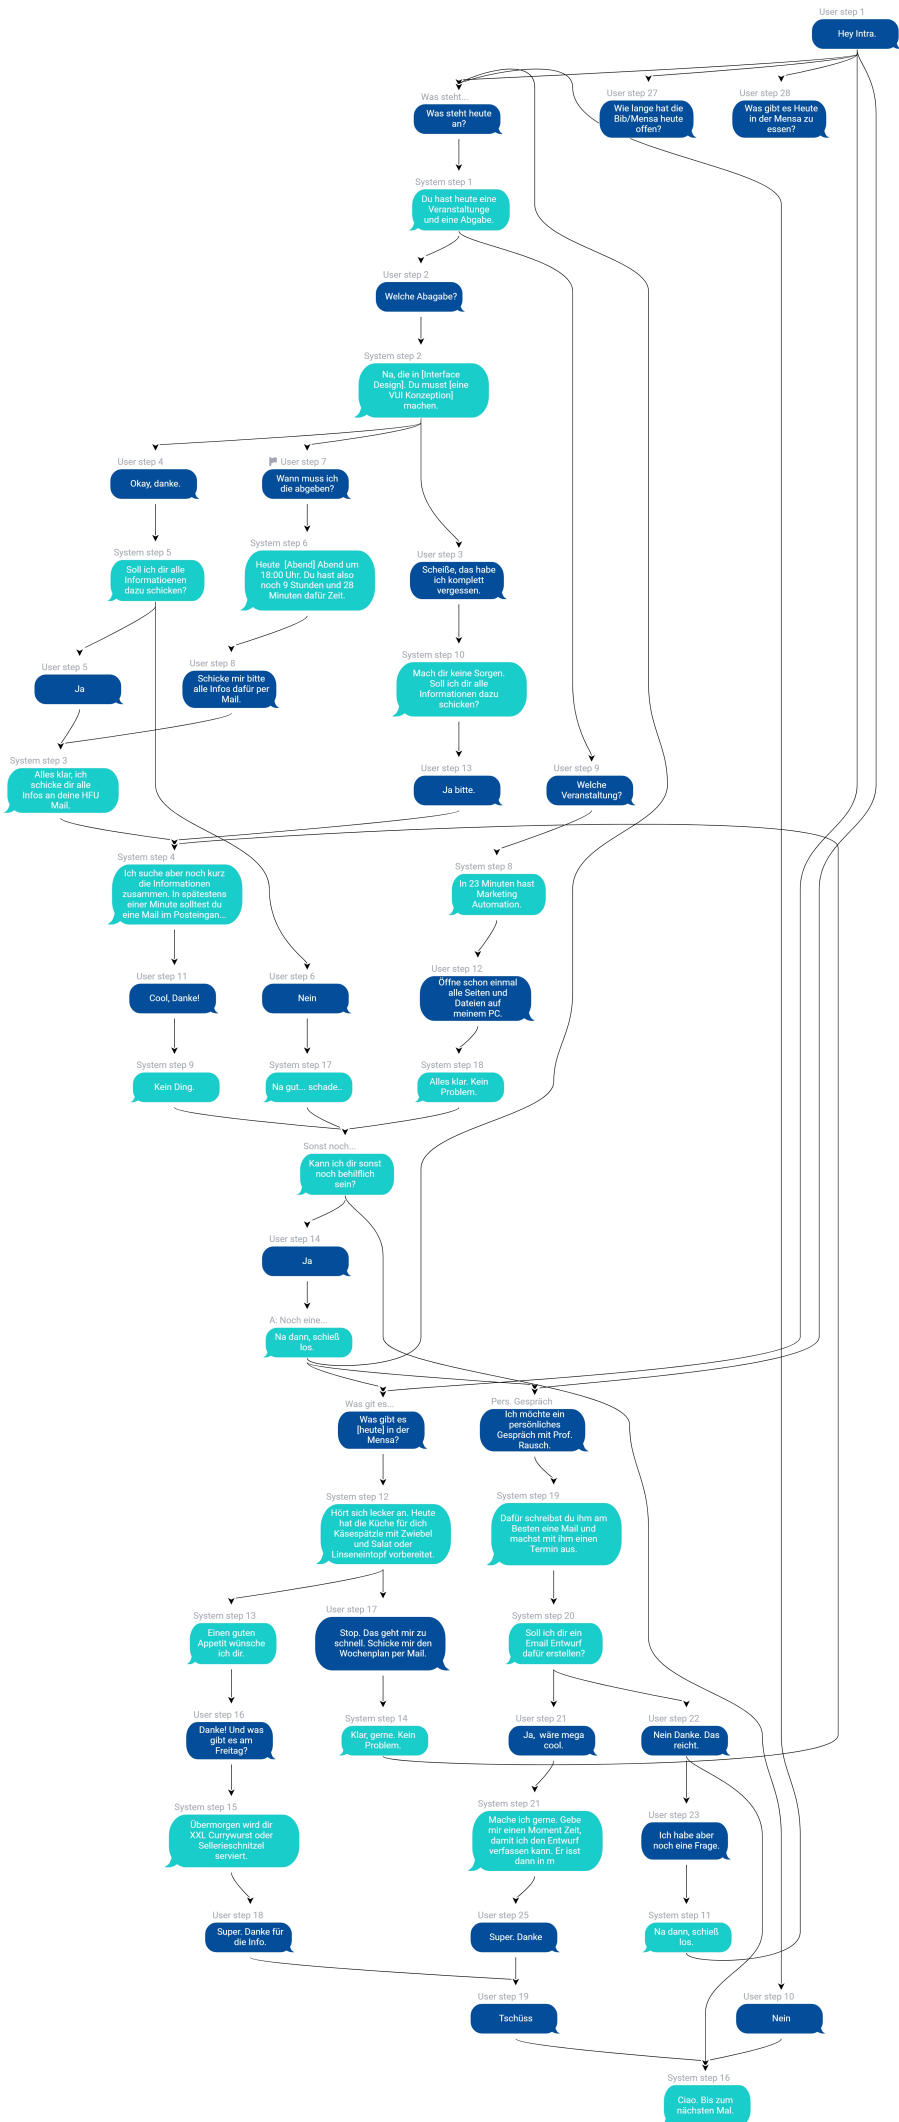 User step 1
Hey Intra.
Was steht...
Was steht heute
an?
User step 27
Wie lange hat die
Bib/Mensa heute
offen?
User step 28
Was gibt es Heute
in der Mensa zu
essen?
System step 1
Du hast heute eine
Veranstaltunge
und eine Abgabe.
User step 2
Welche Abagabe?
System step 2
Na, die in [Interface
Design]. Du musst [eine
VUI Konzeption]
machen.
User step 4
Okay, danke.
User step 7
Wann muss ich
die abgeben?
System step 5
Soll ich dir alle
Informatioenen
dazu schicken?
System step 6
Heute  [Abend] Abend um
18:00 Uhr. Du hast also
noch 9 Stunden und 28
Minuten dafür Zeit.
User step 3
Scheiße, das habe
ich komplett
vergessen.
User step 5
Ja
User step 8
Schicke mir bitte
alle Infos dafür per
Mail.
System step 10
Mach dir keine Sorgen.
Soll ich dir alle
Informationen dazu
schicken?
System step 3
Alles klar, ich
schicke dir alle
Infos an deine HFU
Mail.
User step 13
Ja bitte.
User step 9
Welche
Veranstaltung?
System step 4
Ich suche aber noch kurz
die Informationen
zusammen. In spätestens
einer Minute solltest du
eine Mail im Posteingan...
System step 8
In 23 Minuten hast
Marketing
Automation.
User step 11
Cool, Danke!
User step 6
Nein
User step 12
Öffne schon einmal
alle Seiten und
Dateien auf
meinem PC.
System step 9
Kein Ding.
System step 17
Na gut... schade..
System step 18
Alles klar. Kein
Problem.
Sonst noch...
Kann ich dir sonst
noch behilflich
sein?
User step 14
Ja
A: Noch eine...
Na dann, schieß
los.
Was git es...
Was gibt es
[heute] in der
Mensa?
Pers. Gespräch
Ich möchte ein
persönliches
Gespräch mit Prof.
Rausch.
System step 12
Hört sich lecker an. Heute
hat die Küche für dich
Käsespätzle mit Zwiebel
und Salat oder
Linseneintopf vorbereitet.
System step 19
Dafür schreibst du ihm am
Besten eine Mail und
machst mit ihm einen
Termin aus.
System step 13
Einen guten
Appetit wünsche
ich dir.
User step 17
Stop. Das geht mir zu
schnell. Schicke mir den
Wochenplan per Mail.
System step 20
Soll ich dir ein
Email Entwurf
dafür erstellen?
User step 16
Danke! Und was
gibt es am
Freitag?
System step 14
Klar, gerne. Kein
Problem.
User step 21
Ja,  wäre mega
cool.
User step 22
Nein Danke. Das
reicht.
System step 15
Übermorgen wird dir
XXL Currywurst oder
Sellerieschnitzel
serviert.
System step 21
Mache ich gerne. Gebe
mir einen Moment Zeit,
damit ich den Entwurf
verfassen kann. Er isst
dann in m
User step 23
Ich habe aber
noch eine Frage.
User step 18
Super. Danke für
die Info.
User step 25
Super. Danke
System step 11
Na dann, schieß
los.
User step 19
Tschüss
User step 10
Nein
System step 16
Ciao. Bis zum
nächsten Mal.